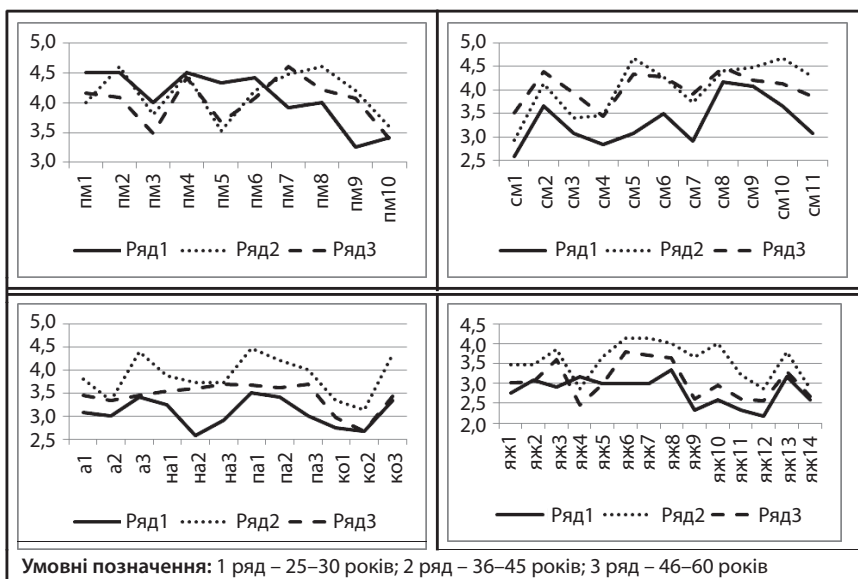 5,0
4,5
4,0
3,5
3,0
пм1 пм2 пм3 пм4 пм5 пм6 пм7 пм8 пм9 пм10
Ряд1 Ряд2 Ряд3
5,0
4,5
4,0
3,5
3,0
2,5
см1 см2 см3 см4 см5 см6 см7 см8 см9 см10 см11
Ряд1 Ряд2 Ряд3
5,0
4,5
4,0
3,5
3,0
2,5
а1 а2 а3 на1 на2 на3 па1 па2 па3 ко1 ко2 ко3
Ряд1 Ряд2 Ряд3
4,5
4,0
3,5
3,0
2,5
2,0
яж1 яж2 яж3 яж4 яж5 яж6 яж7 яж8 яж9 яж10 яж11 яж12 яж13 яж14
Ряд1 Ряд2 Ряд3
Умовні позначення: 1 ряд – 25–30 років; 2 ряд – 36–45 років; 3 ряд – 46–60 років